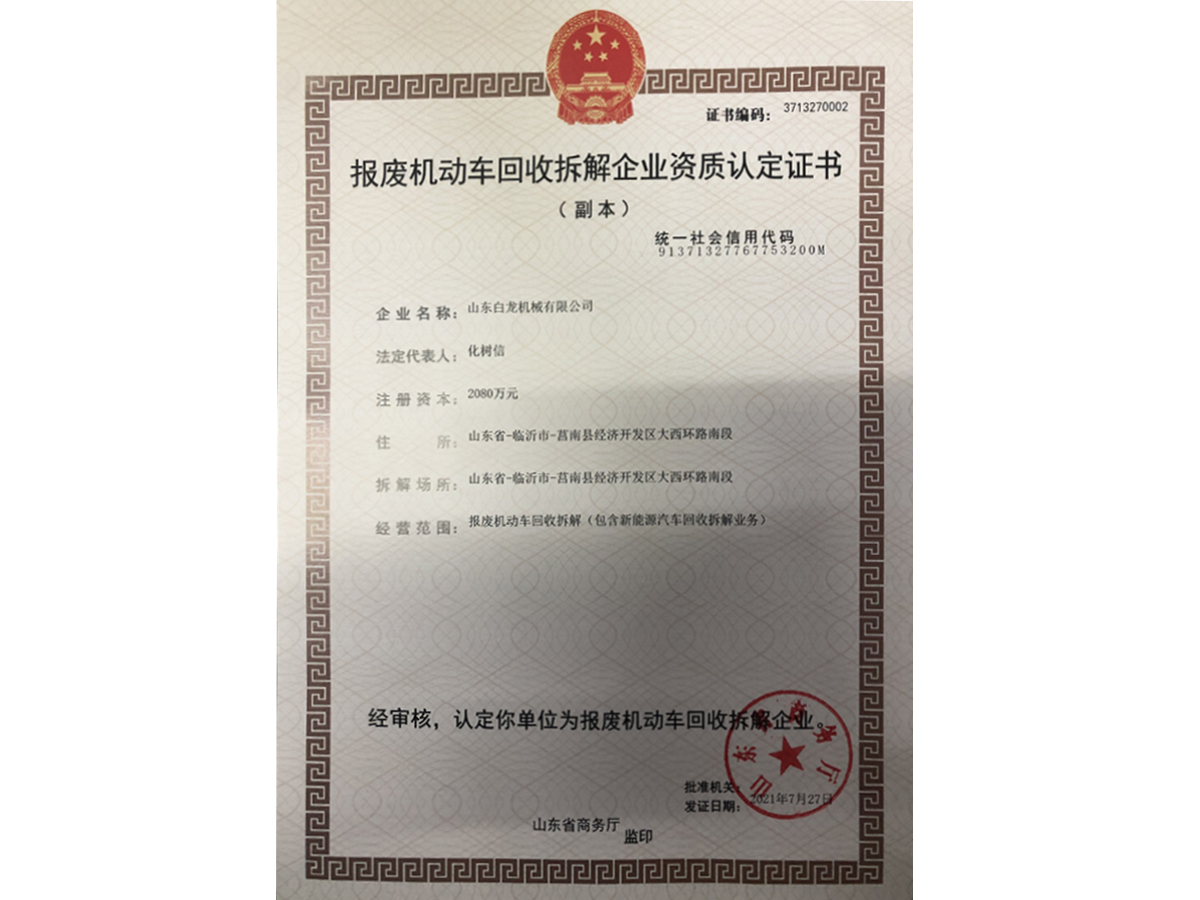 证书编码： 3713270002
报废机动车回收拆解企业资质认定证书
（副本）
统一社会信用代码
91371327767753200M
企业名称： 山东白龙机械有限公司
法定代表人： 化树信
注册资本： 2080万元
住所： 山东省-临沂市-莒南县经济开发区大西环路南段
拆解场所： 山东省-临沂市-莒南县经济开发区大西环路南段
经营范围： 报废机动车回收拆解（包含新能源汽车回收拆解业务）
经审核，认定你单位为报废机动车回收拆解企业。
山东省商务厅
批准机关：
发证日期： 2021年7月27日
山东省商务厅 监印